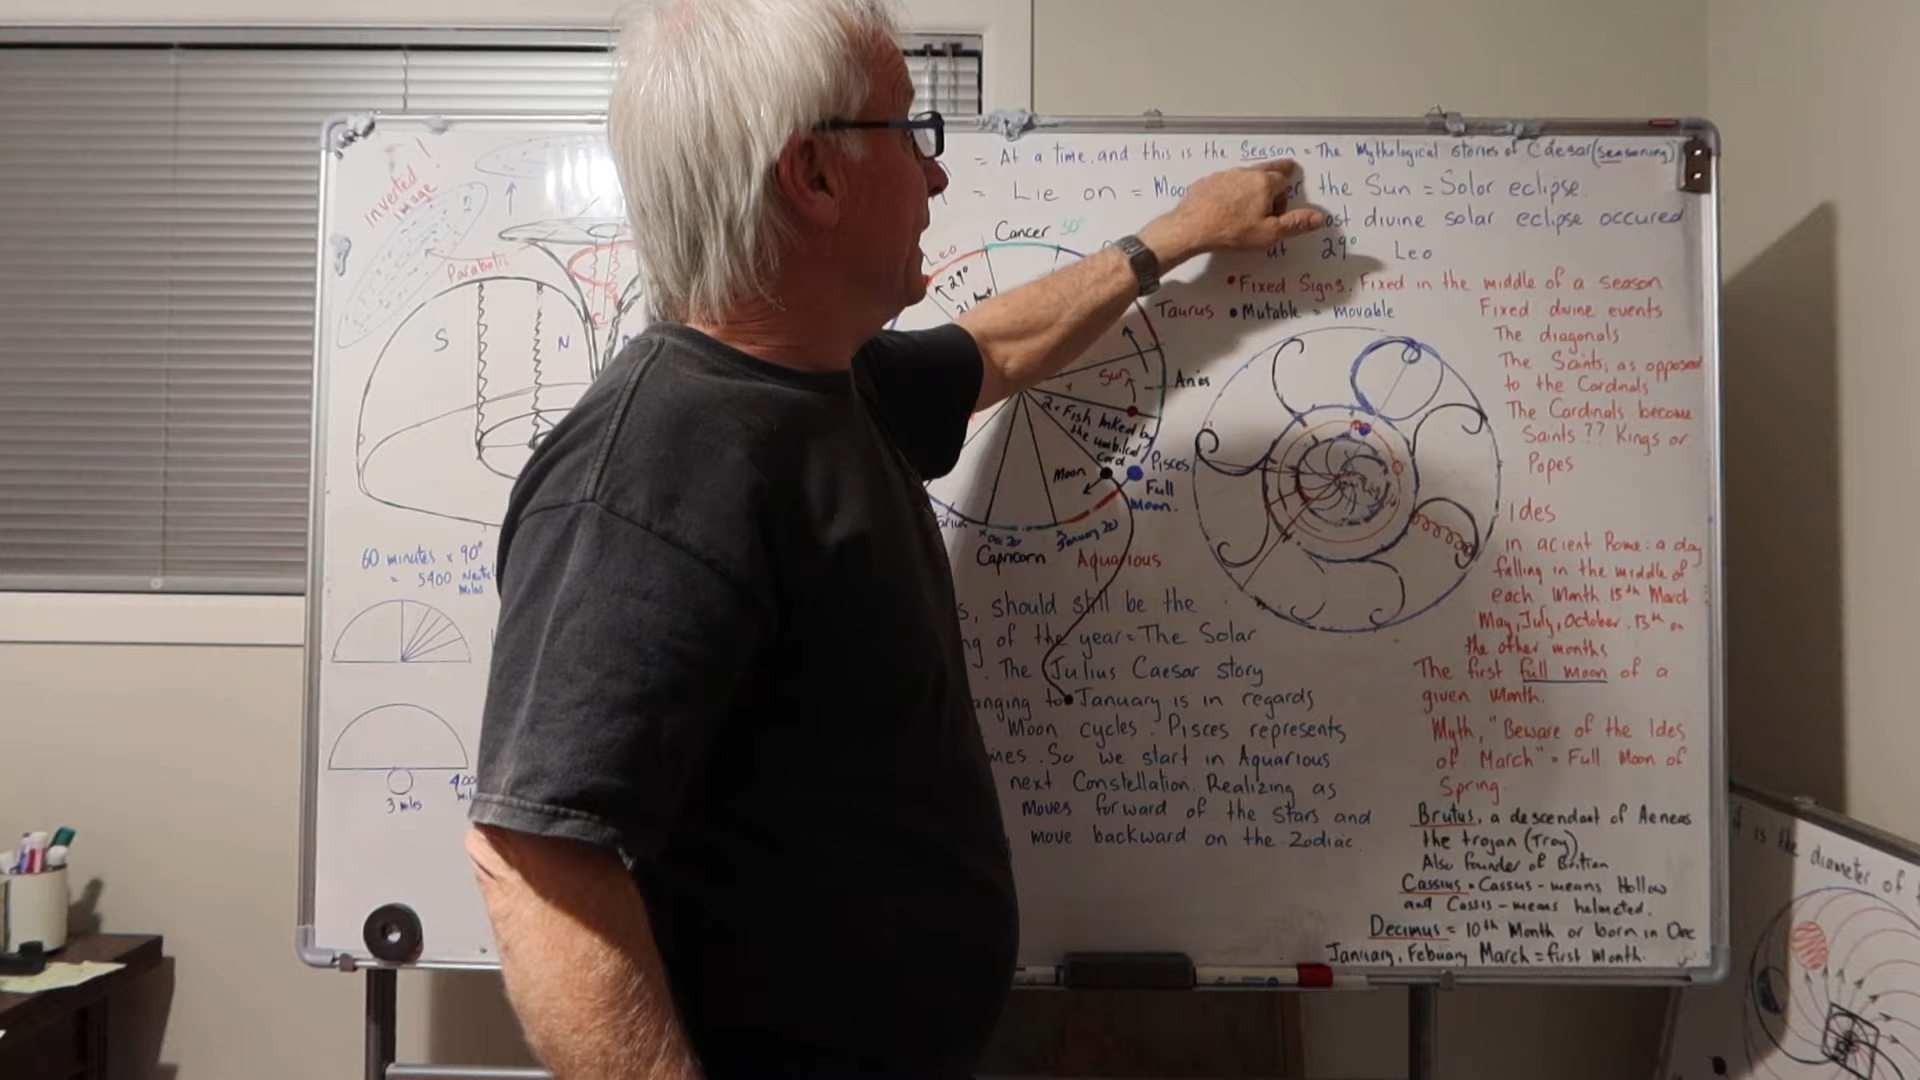 = At a time, and this is the Season = The Mythological stories of Caesar (seasoning)
= Lie on = Moon the Sun = Solor eclipse.
divine solar eclipse occured
at 29° Leo
Inverted
Image
!
Parabolic
S
N
60 minutes x 90°
= 5400
miles
3 miles
Leo
29°
Cancer 30°
Taurus
Aries
Sun
2 = Fish linked by
the umbilical
cord
Moon
Pisces
Full
Moon.
January 20
Capricorn
Aquarious
• Fixed Signs. Fixed in the middle of a season
• Mutable = movable
Fixed divine events
The diagonals
The Saints, as opposed
to the Cardinals
The Cardinals become
Saints ?? Kings or
Popes
Ides
in acient Rome: a day
falling in the middle of
each Month 15th March
May, July, October. 13th on
the other months
The first full moon of a
given month.
Myth, "Beware of the Ides
of March" = Full Moon of
Spring.
s, should still be the
ng of the year = The Solar
. The Julius Caesar story
anging to January is in regards
Moon cycles. Pisces represents
mes. So we start in Aquarious
next Constellation. Realizing as
moves forward of the stars and
move backward on the Zodiac.
Brutus, a descendant of Aeneas
the trojan (Troy)
Also founder of Britian
Cassius = Cassus - means Hollow
and Cassis - means helmeted.
Decimus = 10th Month or born in Dec
January, Febuary March = first Month.
it is the diameter of